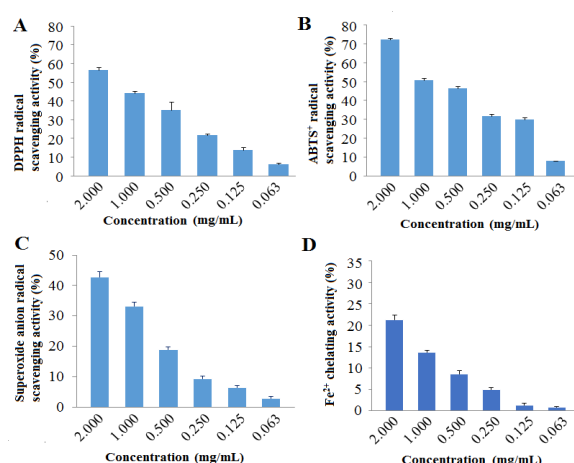 A
80
70
60
50
40
30
20
10
0
DPPH radical
scavenging activity (%)
2.000 1.000 0.500 0.250 0.125 0.063
Concentration (mg/mL)
B
80
70
60
50
40
30
20
10
0
ABTS⁺ radical
scavenging activity (%)
2.000 1.000 0.500 0.250 0.125 0.063
Concentration (mg/mL)
C
50
40
30
20
10
0
Superoxide anion radical
scavenging activity (%)
2.000 1.000 0.500 0.250 0.125 0.063
Concentration (mg/mL)
D
35
30
25
20
15
10
5
0
Fe²⁺ chelating activity (%)
2.000 1.000 0.500 0.250 0.125 0.063
Concentration (mg/mL)